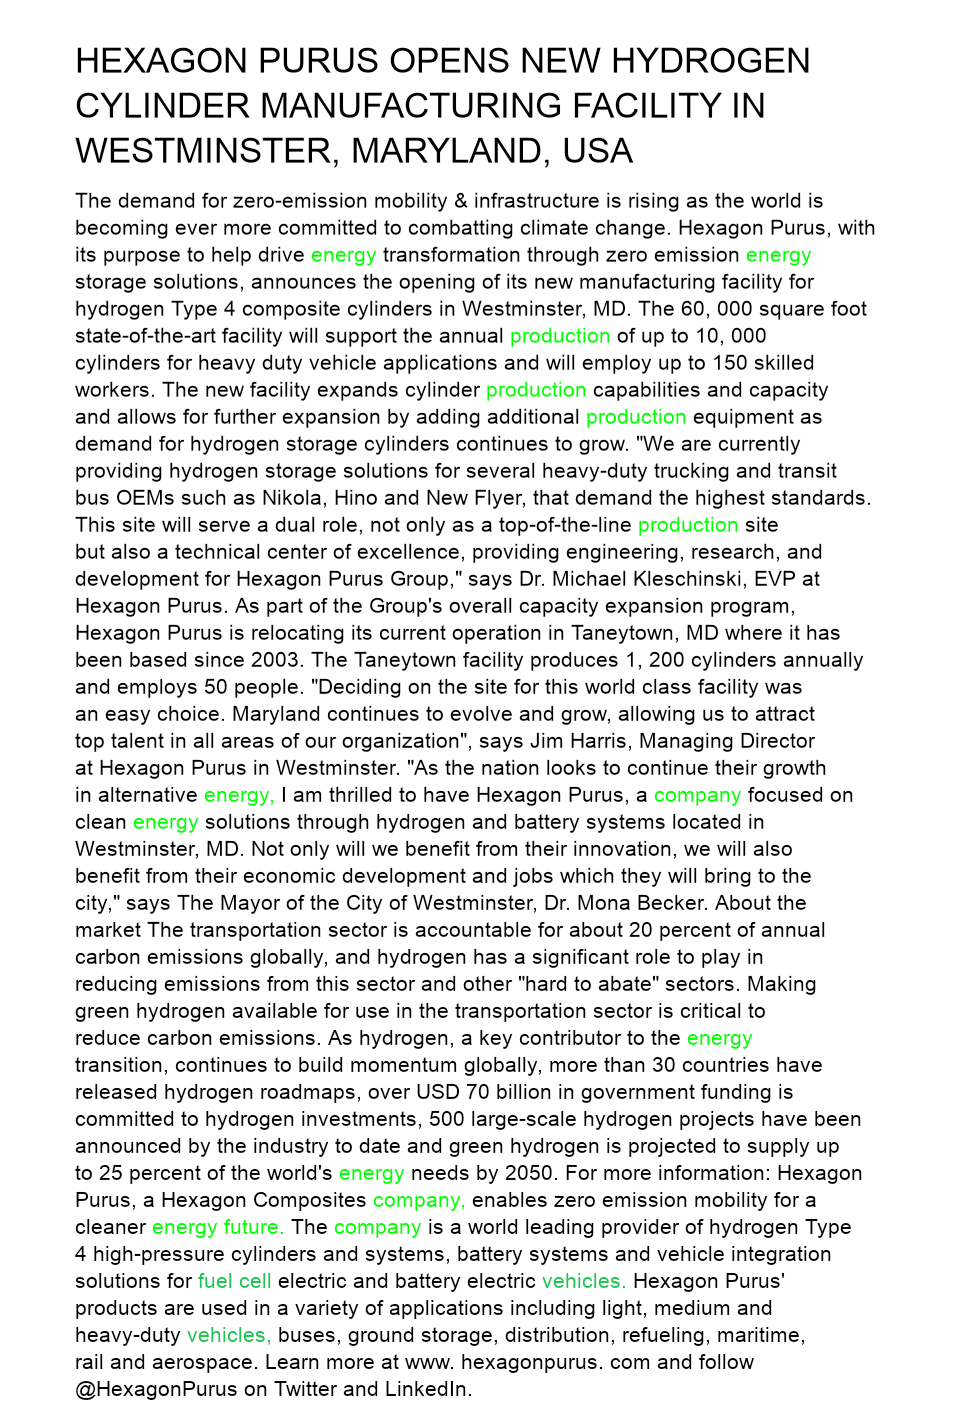 HEXAGON PURUS OPENS NEW HYDROGEN
CYLINDER MANUFACTURING FACILITY IN
WESTMINSTER, MARYLAND, USA
The demand for zero-emission mobility & infrastructure is rising as the world is
becoming ever more committed to combatting climate change. Hexagon Purus, with
its purpose to help drive energy transformation through zero emission energy
storage solutions, announces the opening of its new manufacturing facility for
hydrogen Type 4 composite cylinders in Westminster, MD. The 60, 000 square foot
state-of-the-art facility will support the annual production of up to 10, 000
cylinders for heavy duty vehicle applications and will employ up to 150 skilled
workers. The new facility expands cylinder production capabilities and capacity
and allows for further expansion by adding additional production equipment as
demand for hydrogen storage cylinders continues to grow. "We are currently
providing hydrogen storage solutions for several heavy-duty trucking and transit
bus OEMs such as Nikola, Hino and New Flyer, that demand the highest standards.
This site will serve a dual role, not only as a top-of-the-line production site
but also a technical center of excellence, providing engineering, research, and
development for Hexagon Purus Group," says Dr. Michael Kleschinski, EVP at
Hexagon Purus. As part of the Group's overall capacity expansion program,
Hexagon Purus is relocating its current operation in Taneytown, MD where it has
been based since 2003. The Taneytown facility produces 1, 200 cylinders annually
and employs 50 people. "Deciding on the site for this world class facility was
an easy choice. Maryland continues to evolve and grow, allowing us to attract
top talent in all areas of our organization", says Jim Harris, Managing Director
at Hexagon Purus in Westminster. "As the nation looks to continue their growth
in alternative energy, I am thrilled to have Hexagon Purus, a company focused on
clean energy solutions through hydrogen and battery systems located in
Westminster, MD. Not only will we benefit from their innovation, we will also
benefit from their economic development and jobs which they will bring to the
city," says The Mayor of the City of Westminster, Dr. Mona Becker. About the
market The transportation sector is accountable for about 20 percent of annual
carbon emissions globally, and hydrogen has a significant role to play in
reducing emissions from this sector and other "hard to abate" sectors. Making
green hydrogen available for use in the transportation sector is critical to
reduce carbon emissions. As hydrogen, a key contributor to the energy
transition, continues to build momentum globally, more than 30 countries have
released hydrogen roadmaps, over USD 70 billion in government funding is
committed to hydrogen investments, 500 large-scale hydrogen projects have been
announced by the industry to date and green hydrogen is projected to supply up
to 25 percent of the world's energy needs by 2050. For more information: Hexagon
Purus, a Hexagon Composites company, enables zero emission mobility for a
cleaner energy future. The company is a world leading provider of hydrogen Type
4 high-pressure cylinders and systems, battery systems and vehicle integration
solutions for fuel cell electric and battery electric vehicles. Hexagon Purus'
products are used in a variety of applications including light, medium and
heavy-duty vehicles, buses, ground storage, distribution, refueling, maritime,
rail and aerospace. Learn more at www. hexagonpurus. com and follow
@HexagonPurus on Twitter and LinkedIn.